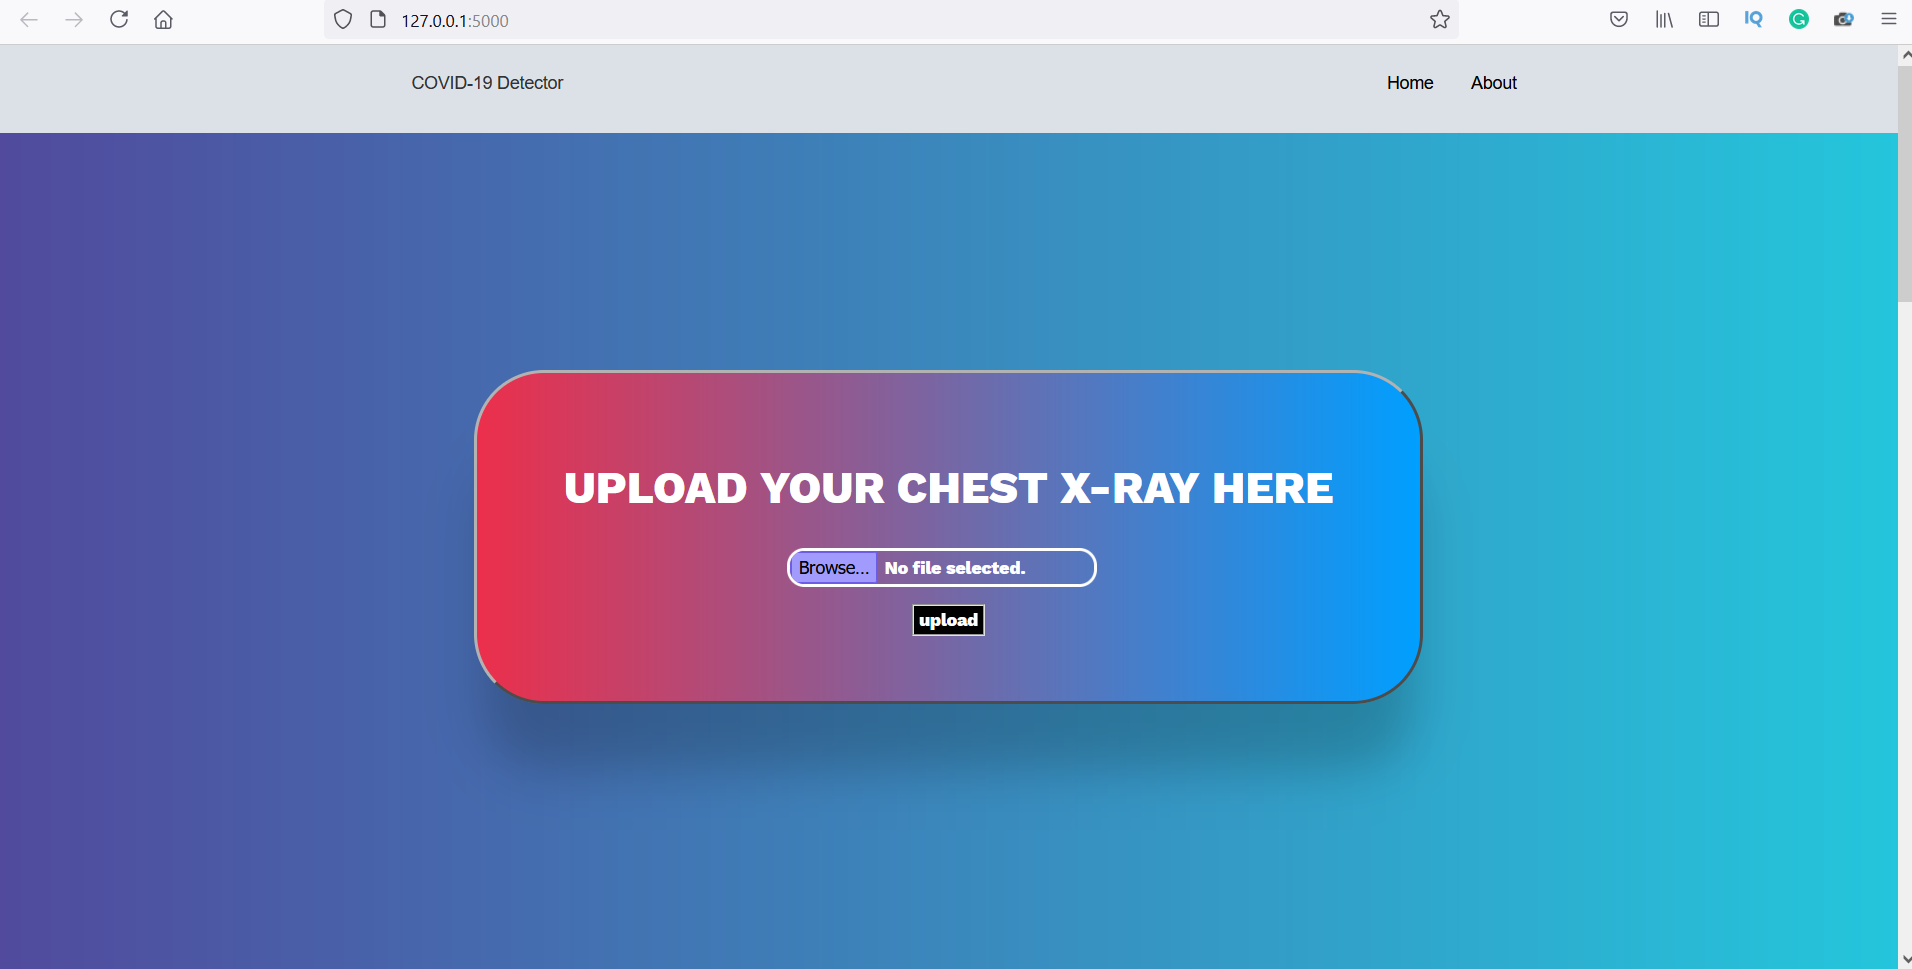 127.0.0.1:5000
IQ
COVID-19 Detector
Home
About
UPLOAD YOUR CHEST X-RAY HERE
Browse... No file selected.
upload